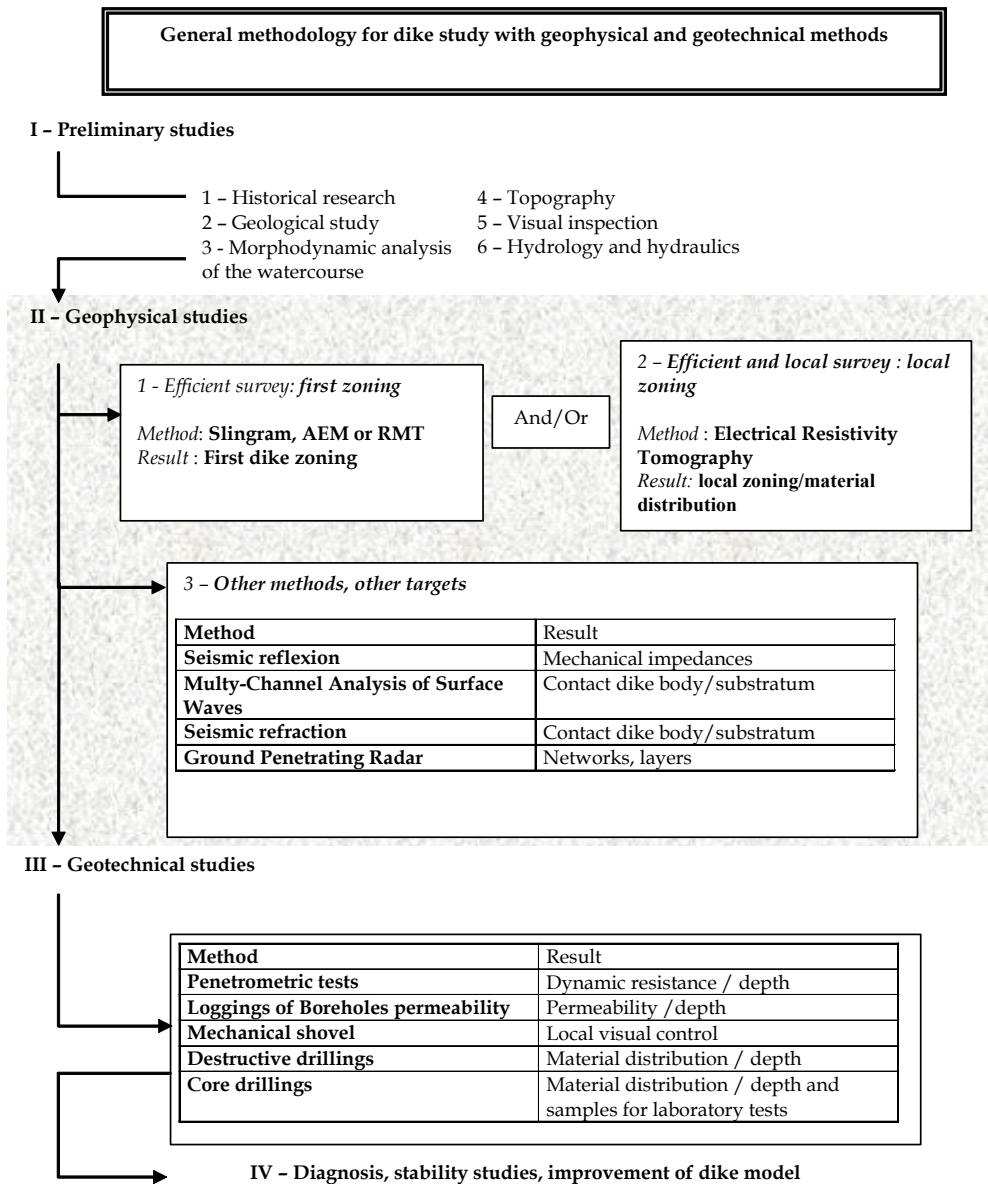 General methodology for dike study with geophysical and geotechnical methods
I – Preliminary studies
1 – Historical research
2 – Geological study
3 - Morphodynamic analysis
of the watercourse
4 – Topography
5 – Visual inspection
6 – Hydrology and hydraulics
II – Geophysical studies
1 - Efficient survey: first zoning
Method: Slingram, AEM or RMT
Result : First dike zoning
And/Or
2 – Efficient and local survey : local
zoning
Method : Electrical Resistivity
Tomography
Result: local zoning/material
distribution
3 – Other methods, other targets
Method Result
Seismic reflexion Mechanical impedances
Multy-Channel Analysis of Surface Contact dike body/substratum
Waves
Seismic refraction Contact dike body/substratum
Ground Penetrating Radar Networks, layers
III – Geotechnical studies
Method Result
Penetrometric tests Dynamic resistance / depth
Loggings of Boreholes permeability Permeability /depth
Mechanical shovel Local visual control
Destructive drillings Material distribution / depth
Core drillings Material distribution / depth and
samples for laboratory tests
IV – Diagnosis, stability studies, improvement of dike model